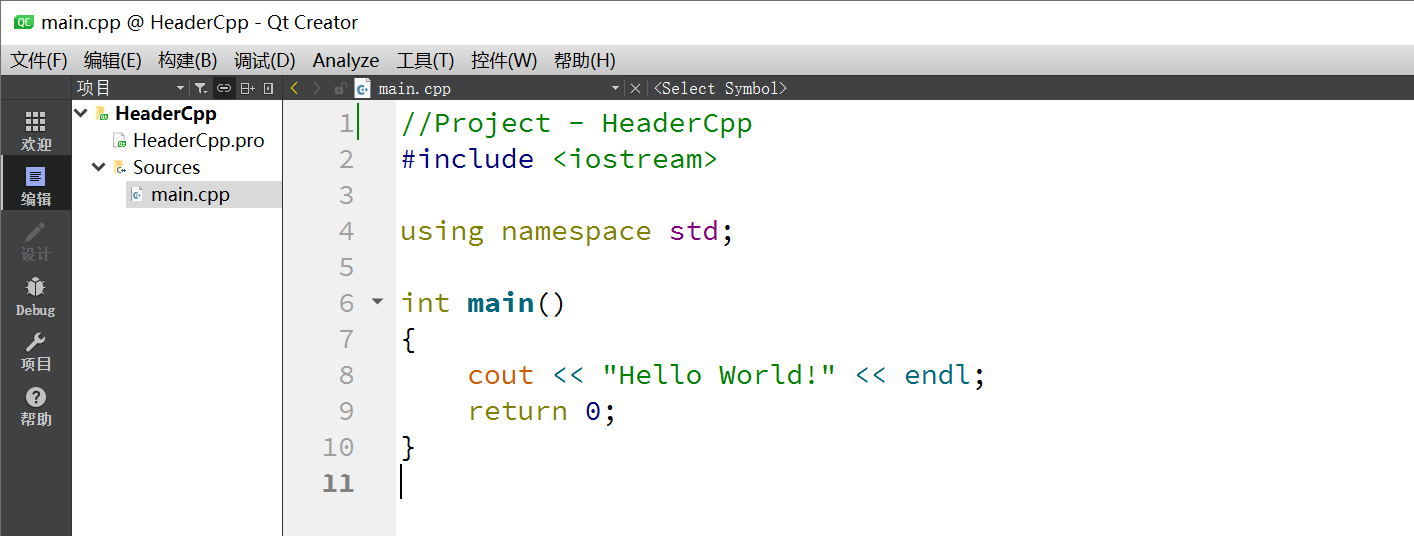 QC main.cpp @ HeaderCpp - Qt Creator
文件(F) 编辑(E) 构建(B) 调试(D) Analyze 工具(T) 控件(W) 帮助(H)
项目 main.cpp <Select Symbol>
欢迎
编辑
设计
Debug
项目
帮助
HeaderCpp
HeaderCpp.pro
Sources
main.cpp
1 //Project - HeaderCpp
2 #include <iostream>
3
4 using namespace std;
5
6 int main()
7 {
8 cout << "Hello World!" << endl;
9 return 0;
10 }
11